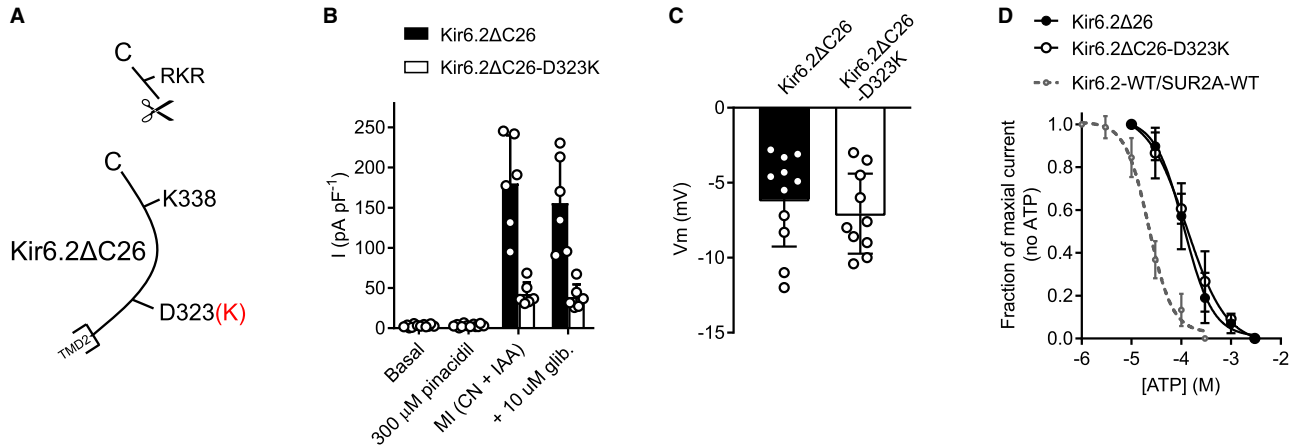 A
C
RKR
C
K338
Kir6.2ΔC26
D323(K)
TMD2
B
Kir6.2ΔC26
Kir6.2ΔC26-D323K
I (pA pF-1)
250
200
150
100
50
0
Basal
300 μM pinacidil
MI (CN + IAA)
+ 10 uM glib.
C
Kir6.2ΔC26
Kir6.2ΔC26
-D323K
Vm (mV)
0
-5
-10
-15
D
Kir6.2Δ26
Kir6.2ΔC26-D323K
Kir6.2-WT/SUR2A-WT
Fraction of maxial current
(no ATP)
1.0
0.8
0.6
0.4
0.2
0.0
-6 -5 -4 -3 -2
[ATP] (M)